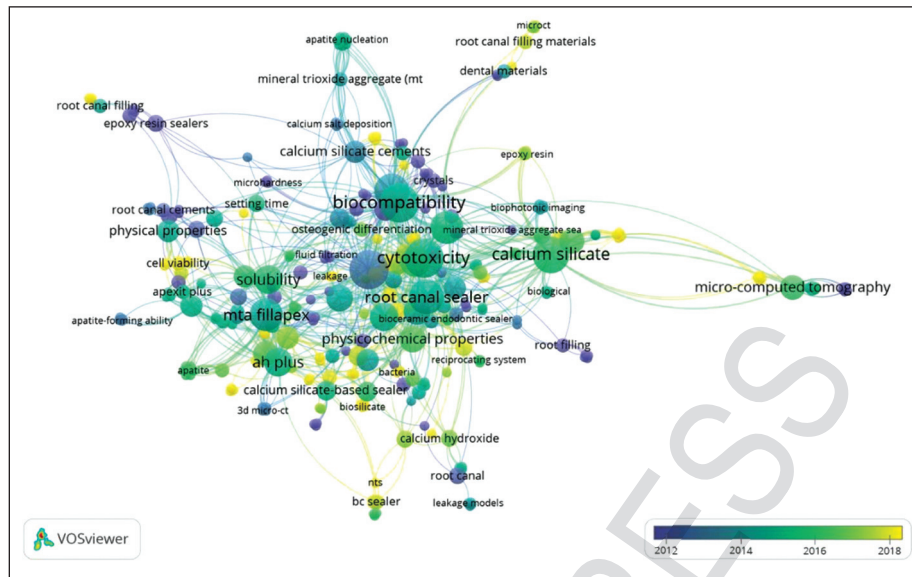 microct
root canal filling materials
apatite nucleation
dental materials
mineral trioxide aggregate (mt
root canal filling
epoxy resin sealers
calcium salt deposition
calcium silicate cements
epoxy resin
microhardness
crystals
biocompatibility
setting time
root canal cements
biophotonic imaging
physical properties
osteogenic differentiation
mineral trioxide aggregate sea
fluid filtration
cytotoxicity
calcium silicate
cell viability
leakage
solubility
micro-computed tomography
apexit plus
root canal sealer
biological
mta fillapex
bioceramic endodontic sealer
apatite-forming ability
physicochemical properties
root filling
reciprocating system
ah plus
apatite
bacteria
calcium silicate-based sealer
3d micro-ct
biosilicate
calcium hydroxide
root canal
nts
bc sealer
leakage models
VOSviewer
2012 2014 2016 2018
PRESS